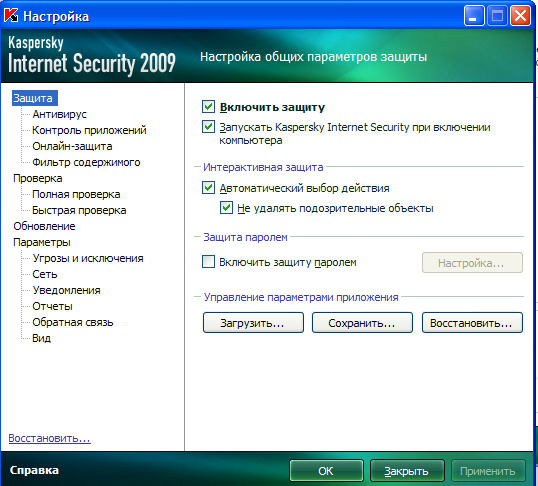 Настройка
Kaspersky
Internet Security 2009
Настройка общих параметров защиты
Защита
Антивирус
Контроль приложений
Онлайн-защита
Фильтр содержимого
Проверка
Полная проверка
Быстрая проверка
Обновление
Параметры
Угрозы и исключения
Сеть
Уведомления
Отчеты
Обратная связь
Вид
Восстановить...
Включить защиту
Запускать Kaspersky Internet Security при включении
компьютера
Интерактивная защита
Автоматический выбор действия
Не удалять подозрительные объекты
Защита паролем
Включить защиту паролем
Настройка...
Управление параметрами приложения
Загрузить...
Сохранить...
Восстановить...
Справка
OK
Закрыть
Применить